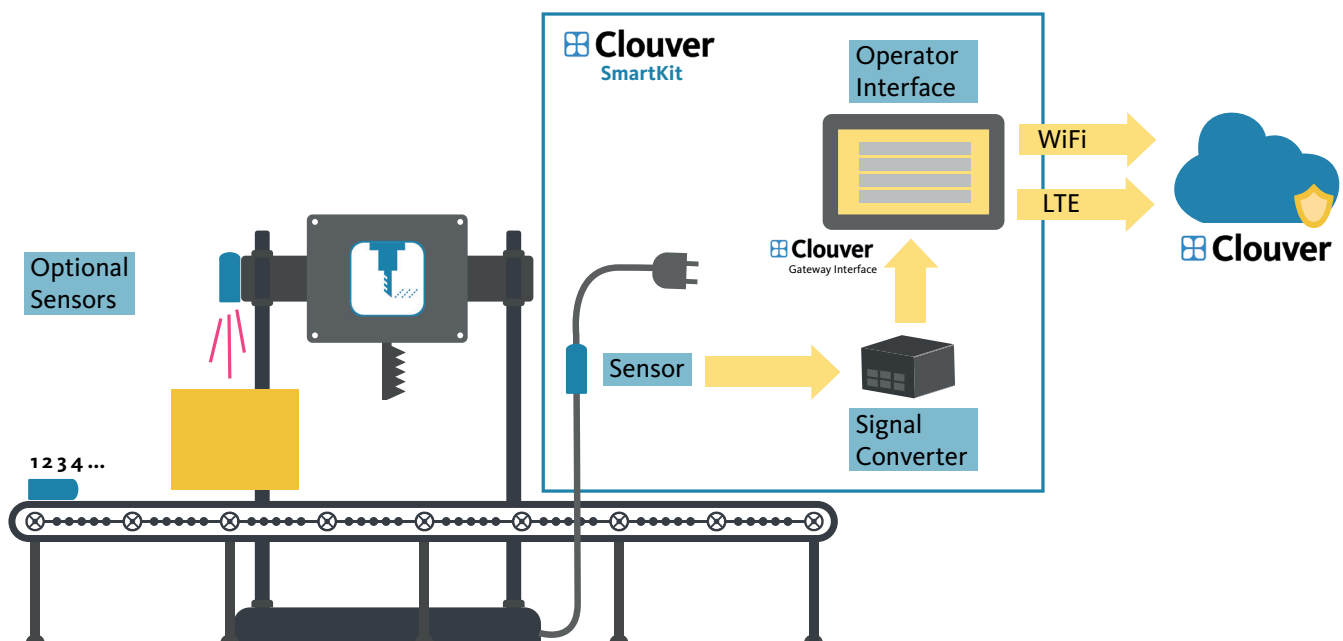 Clouver
SmartKit
Operator
Interface
WiFi
LTE
Clouver
Clouver
Gateway Interface
Optional
Sensors
Sensor
Signal
Converter
1 2 3 4 ...